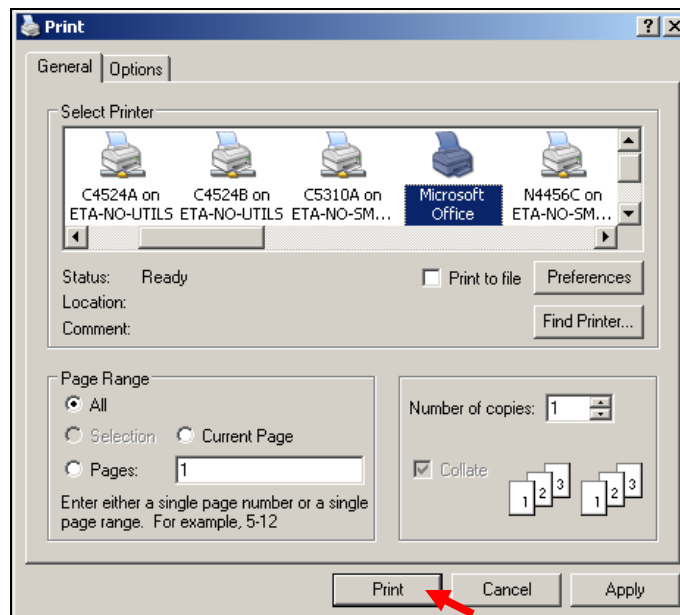 Print
General Options
Select Printer
C4524A on
ETA-NO-UTILS
C4524B on
ETA-NO-UTILS
C5310A on
ETA-NO-SM...
Microsoft
Office
N4456C on
ETA-NO-SM...
Status: Ready
Location:
Comment:
Print to file
Preferences
Find Printer...
Page Range
All
Selection Current Page
Pages: 1
Enter either a single page number or a single
page range. For example, 5-12
Number of copies: 1
Collate
1 2 3 1 2 3
Print Cancel Apply